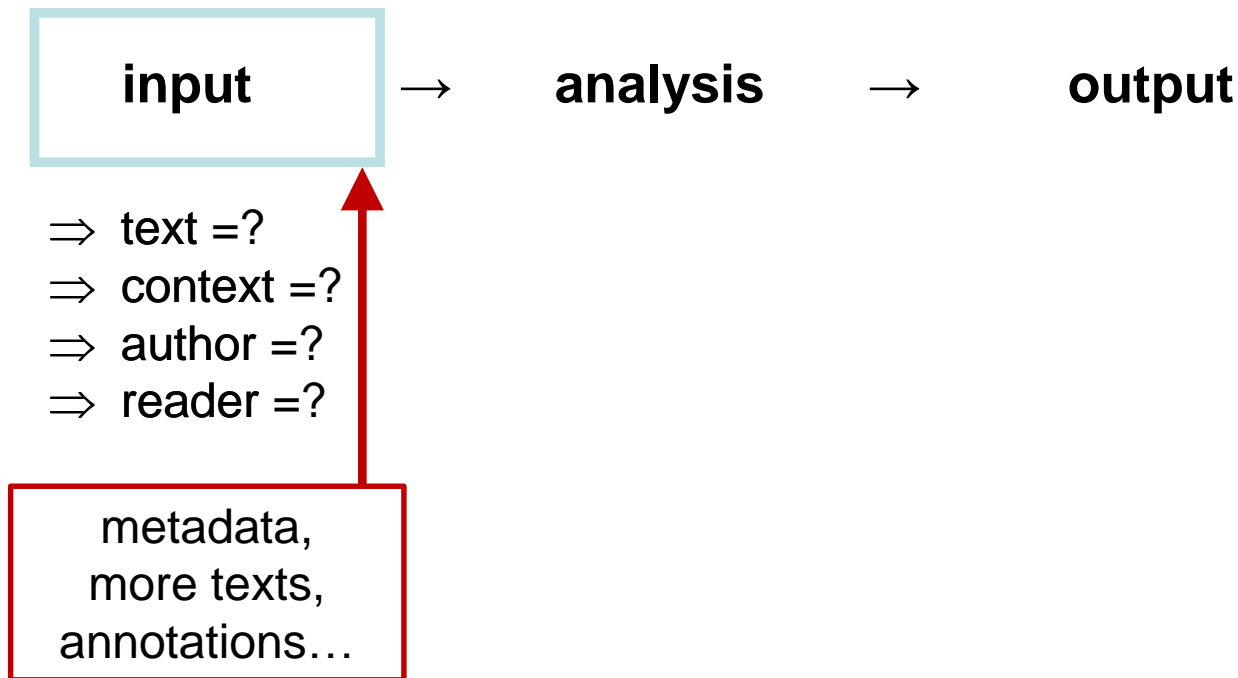 input → analysis → output
⇒ text =?
⇒ context =?
⇒ author =?
⇒ reader =?
metadata,
more texts,
annotations…